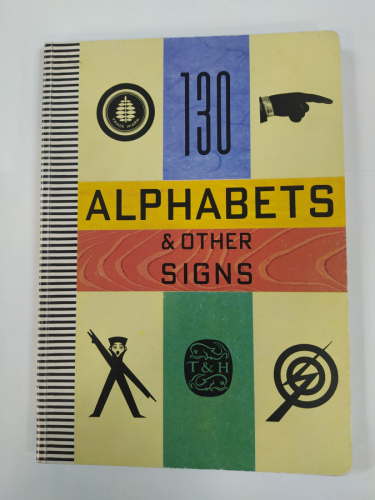 130
ALPHABETS
& OTHER
SIGNS
T & H